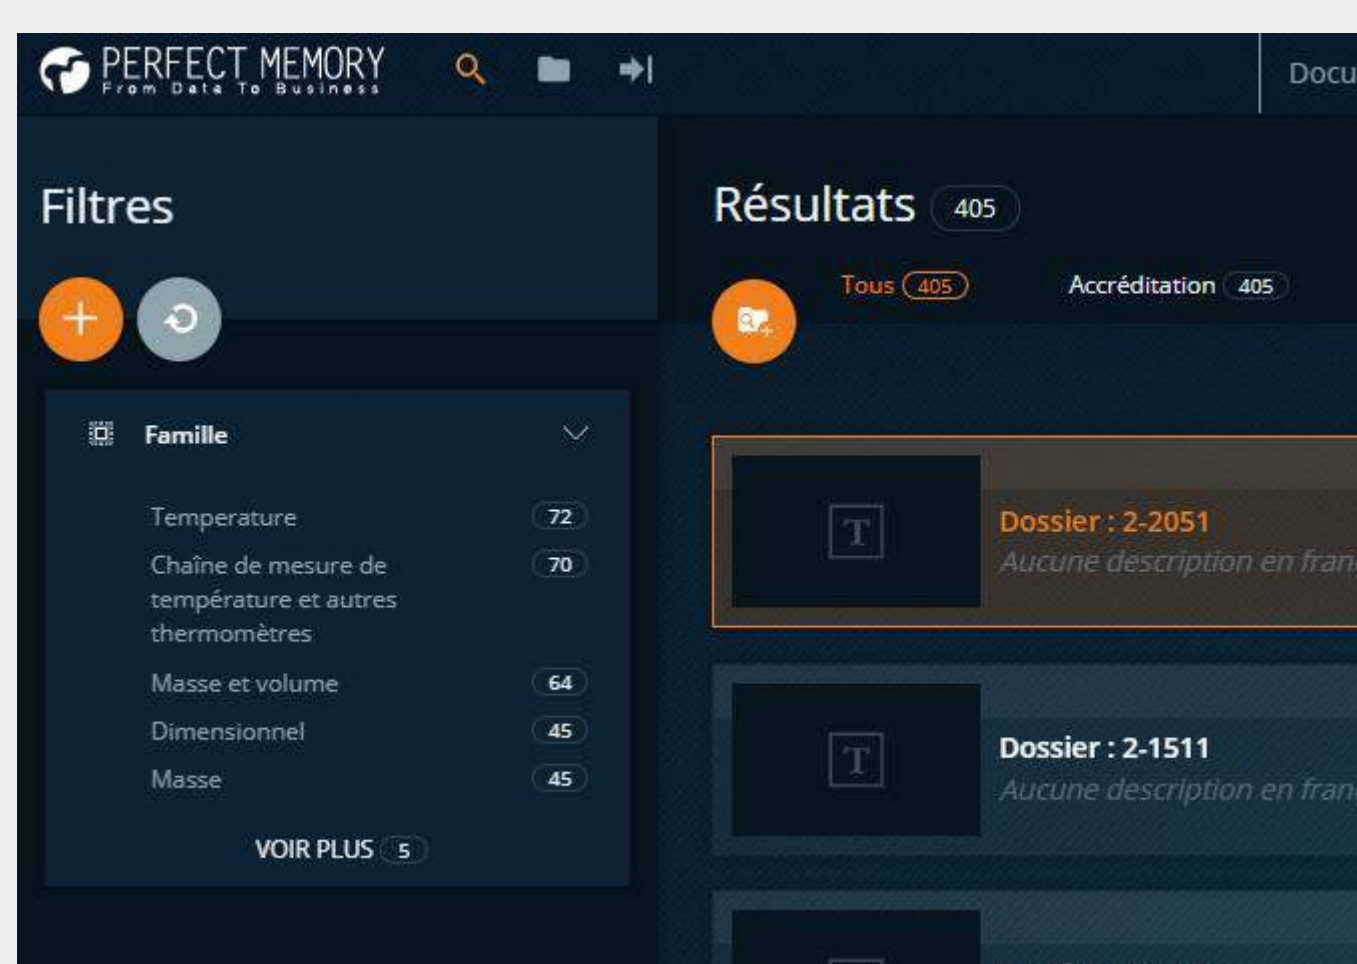 PERFECT MEMORY
From Data To Business
Docu
Filtres
Résultats 405
Tous 405
Accréditation 405
Famille
Temperature 72
Chaîne de mesure de 70
température et autres
thermomètres
Masse et volume 64
Dimensionnel 45
Masse 45
VOIR PLUS 5
T
Dossier : 2-2051
Aucune description en fran
T
Dossier : 2-1511
Aucune description en fran